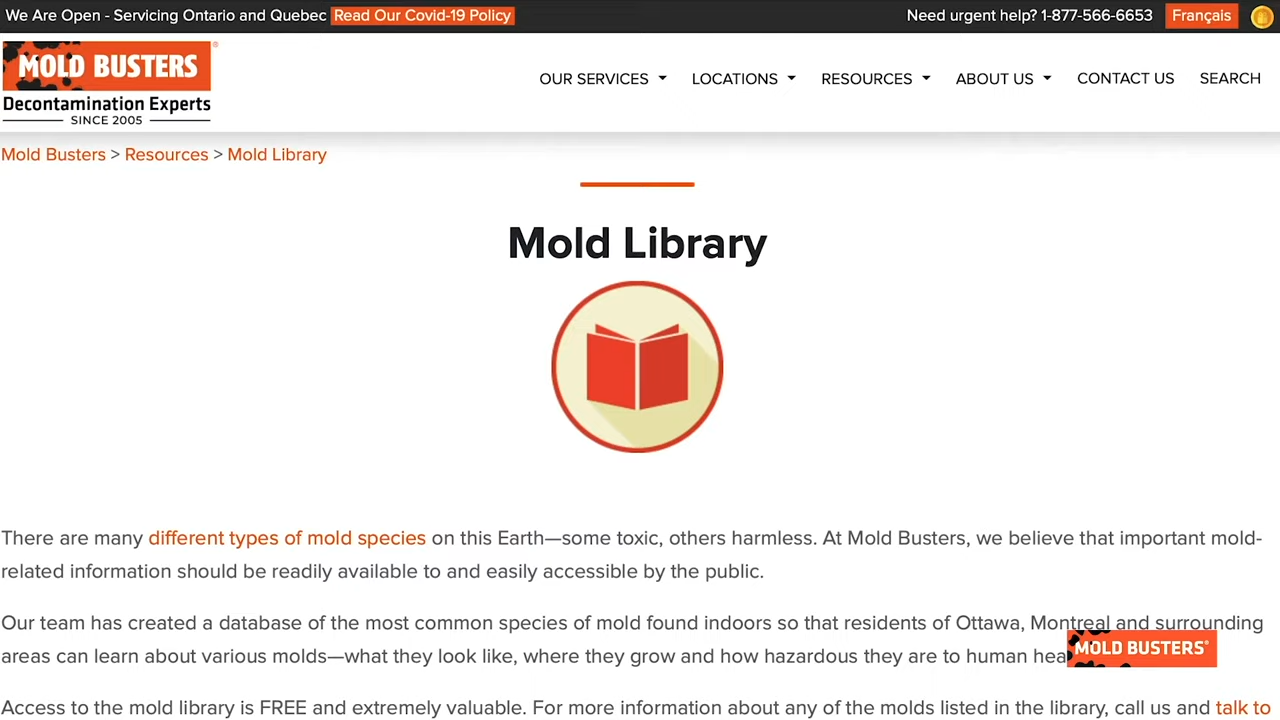 We Are Open - Servicing Ontario and Quebec Read Our Covid-19 Policy Need urgent help? 1-877-566-6653 Français
MOLD BUSTERS®
Decontamination Experts
SINCE 2005
OUR SERVICES LOCATIONS RESOURCES ABOUT US CONTACT US SEARCH
Mold Busters > Resources > Mold Library
Mold Library
There are many different types of mold species on this Earth—some toxic, others harmless. At Mold Busters, we believe that important mold-
related information should be readily available to and easily accessible by the public.
Our team has created a database of the most common species of mold found indoors so that residents of Ottawa, Montreal and surrounding
areas can learn about various molds—what they look like, where they grow and how hazardous they are to human hea
MOLD BUSTERS®
Access to the mold library is FREE and extremely valuable. For more information about any of the molds listed in the library, call us and talk to